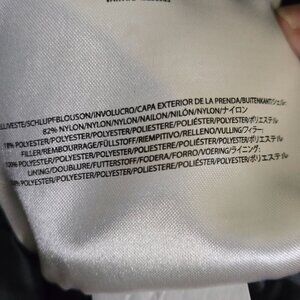 L/VESTE/SCHLUPFBLOUSON/INVOLUCRO/CAPA EXTERIOR DE LA PRENDA/BUITENKANT/シェル:
82% NYLON/NYLON/NYLON/NAILON/NILÓN/NYLON/ナイロン
18% POLYESTER/POLYESTER/POLYESTER/POLIESTERE/POLIÉSTER/POLYESTER/ポリエステル
FILLER/REMBOURRAGE/FÜLLSTOFF/RIEMPITIVO/RELLENO/VULLING/フィラー:
100% POLYESTER/POLYESTER/POLYESTER/POLIESTERE/POLIÉSTER/POLYESTER/ポリエステル
LINING/DOUBLURE/FUTTERSTOFF/FODERA/FORRO/VOERING/ライニング:
POLYESTER/POLYESTER/POLYESTER/POLIESTERE/POLIÉSTER/POLYESTER/ポリエステル